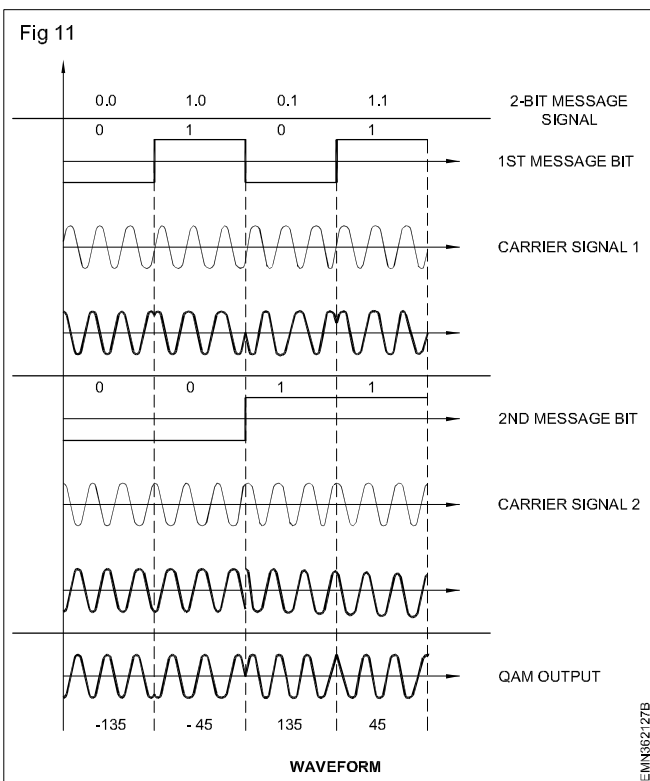 Fig 11
0.0 1.0 0.1 1.1
2-BIT MESSAGE
SIGNAL
0 1 0 1
1ST MESSAGE BIT
CARRIER SIGNAL 1
0 0 1 1
2ND MESSAGE BIT
CARRIER SIGNAL 2
QAM OUTPUT
-135 - 45 135 45
WAVEFORM
EMN362127B